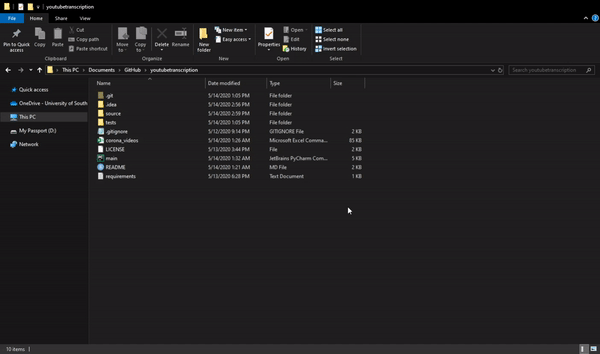 youtubetranscription
File Home Share View
Pin to Quick access
Copy
Paste
Cut
Copy path
Paste shortcut
Move to
Copy to
Delete
Rename
New folder
New item
Easy access
Properties
Open
Edit
History
Select all
Select none
Invert selection
Clipboard Organize New Open Select
This PC > Documents > GitHub > youtubetranscription
Search youtubetranscription
Name Date modified Type Size
Quick access
OneDrive - University of South
This PC
My Passport (D:)
Network
.git 5/14/2020 1:05 PM File folder
.idea 5/14/2020 2:56 PM File folder
source 5/14/2020 1:59 PM File folder
tests 5/14/2020 1:05 PM File folder
.gitignore 5/12/2020 9:14 PM GITIGNORE File 2 KB
corona_videos 5/14/2020 1:26 AM Microsoft Excel Comma... 85 KB
LICENSE 5/13/2020 3:44 PM File 2 KB
main 5/14/2020 1:32 AM JetBrains PyCharm Com... 5 KB
README 5/14/2020 1:21 AM MD File 2 KB
requirements 5/13/2020 6:28 PM Text Document 1 KB
10 items